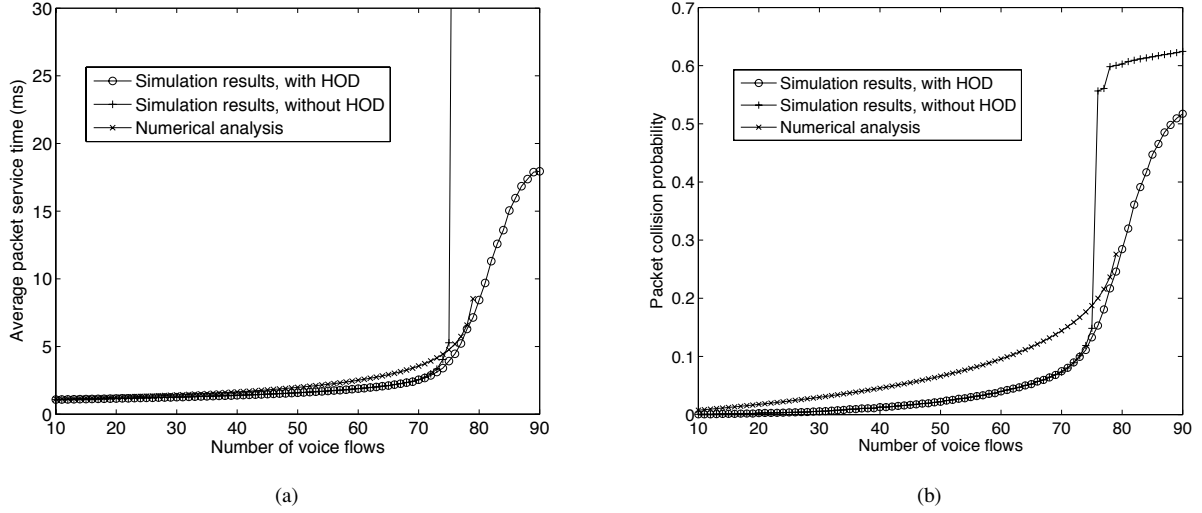 30
25
20
15
10
5
0
10 20 30 40 50 60 70 80 90
Average packet service time (ms)
Number of voice flows
Simulation results, with HOD
Simulation results, without HOD
Numerical analysis
(a)
0.7
0.6
0.5
0.4
0.3
0.2
0.1
0
10 20 30 40 50 60 70 80 90
Packet collision probability
Number of voice flows
Simulation results, with HOD
Simulation results, without HOD
Numerical analysis
(b)